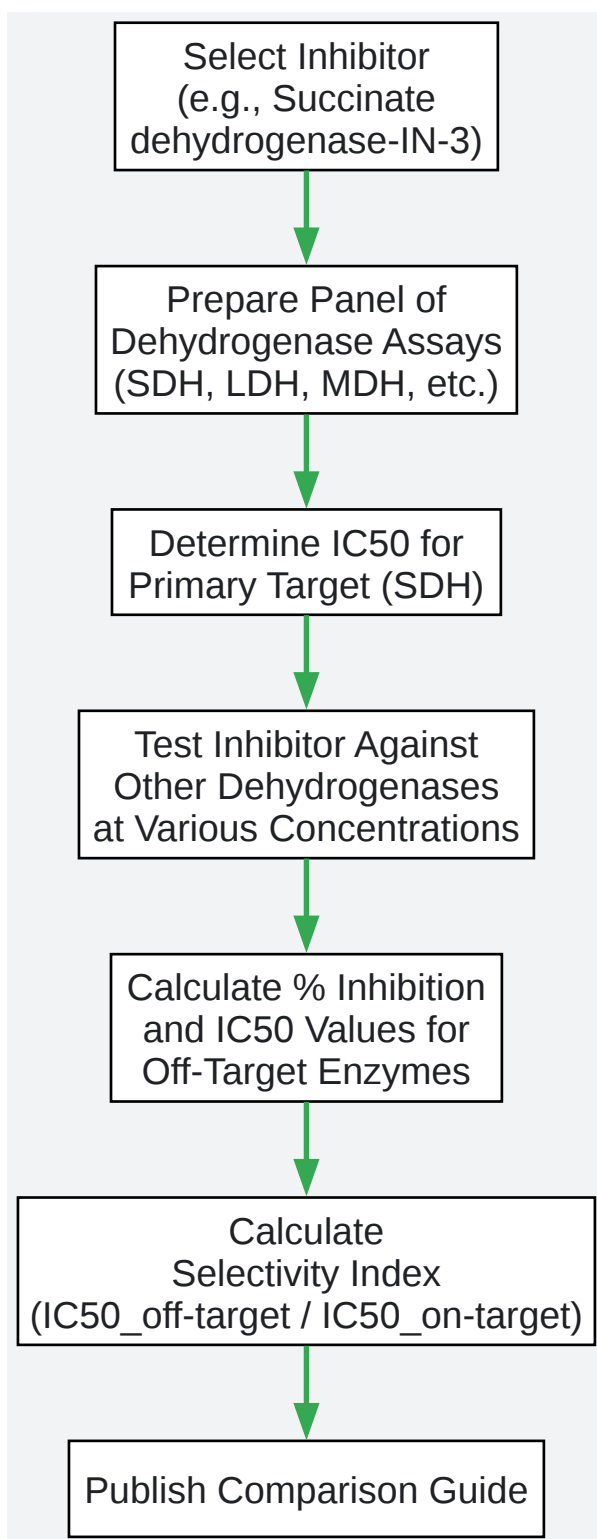 Select Inhibitor
(e.g., Succinate
dehydrogenase-IN-3)
Prepare Panel of
Dehydrogenase Assays
(SDH, LDH, MDH, etc.)
Determine IC50 for
Primary Target (SDH)
Test Inhibitor Against
Other Dehydrogenases
at Various Concentrations
Calculate % Inhibition
and IC50 Values for
Off-Target Enzymes
Calculate
Selectivity Index
(IC50_off-target / IC50_on-target)
Publish Comparison Guide